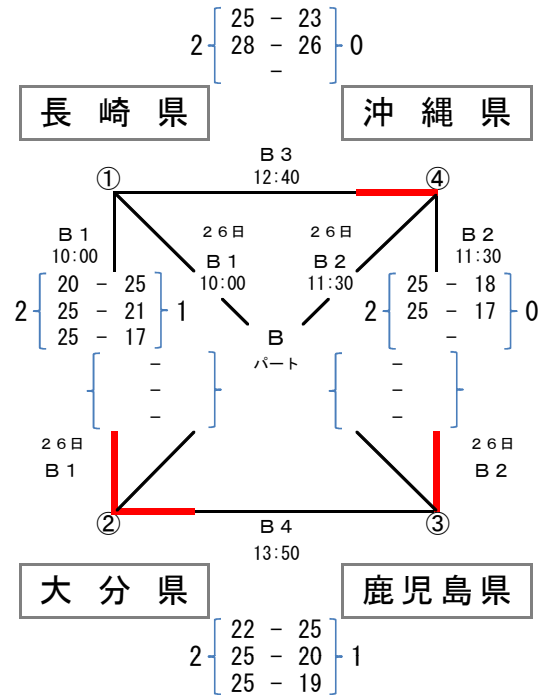 25 － 23
2 28 － 26 0
－
長崎県 沖縄県
Ｂ３
① 12:40 ④
２６日 ２６日
Ｂ１ Ｂ１ Ｂ２ Ｂ２
10:00 10:00 11:30 11:30
20 － 25 25 － 18
2 25 － 21 1 2 25 － 17 0
25 － 17 －
Ｂ
パート
－ －
－ －
－ －
２６日 ２６日
Ｂ１ Ｂ２
② ③
Ｂ４
13:50
大分県 鹿児島県
22 － 25
2 25 － 20 1
25 － 19